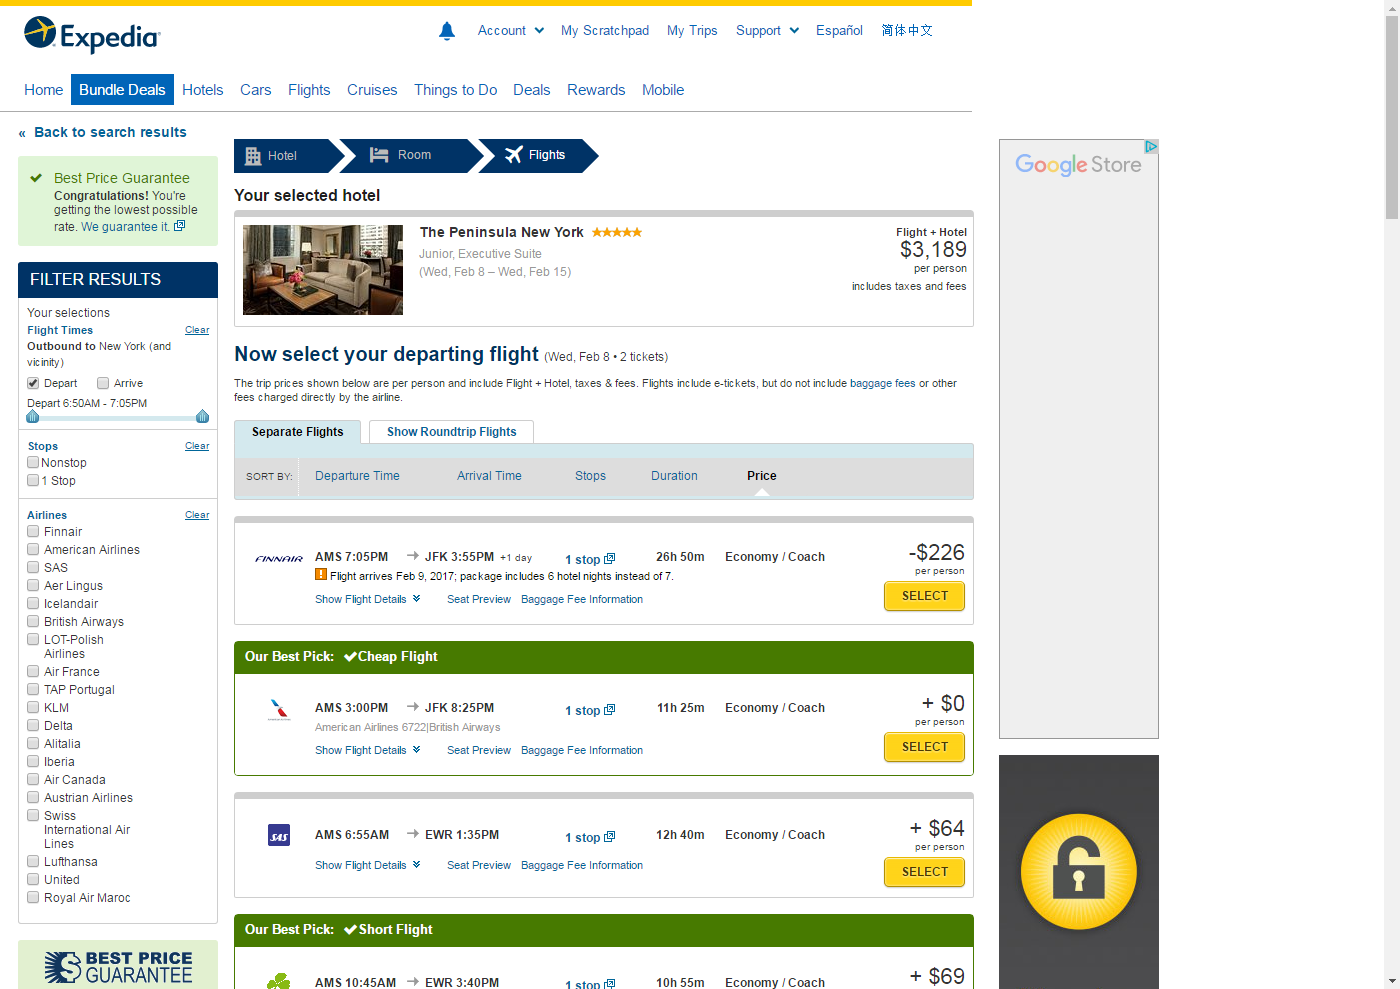 Expedia
Account
My Scratchpad
My Trips
Support
Español
简体中文
Home
Bundle Deals
Hotels
Cars
Flights
Cruises
Things to Do
Deals
Rewards
Mobile
« Back to search results
Best Price Guarantee
Congratulations! You're
getting the lowest possible
rate. We guarantee it.
FILTER RESULTS
Your selections
Flight Times
Clear
Outbound to New York (and
vicinity)
Depart
Arrive
Depart 6:50AM - 7:05PM
Stops
Clear
Nonstop
1 Stop
Airlines
Clear
Finnair
American Airlines
SAS
Aer Lingus
Icelandair
British Airways
LOT-Polish
Airlines
Air France
TAP Portugal
KLM
Delta
Alitalia
Iberia
Air Canada
Austrian Airlines
Swiss
International Air
Lines
Lufthansa
United
Royal Air Maroc
BEST PRICE
GUARANTEE
Hotel
Room
Flights
Your selected hotel
The Peninsula New York
Junior, Executive Suite
(Wed, Feb 8 – Wed, Feb 15)
Flight + Hotel
$3,189
per person
includes taxes and fees
Now select your departing flight (Wed, Feb 8 • 2 tickets)
The trip prices shown below are per person and include Flight + Hotel, taxes & fees. Flights include e-tickets, but do not include baggage fees or other
fees charged directly by the airline.
Separate Flights
Show Roundtrip Flights
SORT BY:
Departure Time
Arrival Time
Stops
Duration
Price
FINNAIR
AMS 7:05PM
JFK 3:55PM +1 day
1 stop
26h 50m
Economy / Coach
-$226
per person
Flight arrives Feb 9, 2017; package includes 6 hotel nights instead of 7.
Show Flight Details
Seat Preview
Baggage Fee Information
SELECT
Our Best Pick: Cheap Flight
AMS 3:00PM
JFK 8:25PM
1 stop
11h 25m
Economy / Coach
+ $0
per person
American Airlines 6722|British Airways
Show Flight Details
Seat Preview
Baggage Fee Information
SELECT
SAS
AMS 6:55AM
EWR 1:35PM
1 stop
12h 40m
Economy / Coach
+ $64
per person
Show Flight Details
Seat Preview
Baggage Fee Information
SELECT
Our Best Pick: Short Flight
AMS 10:45AM
EWR 3:40PM
1 stop
10h 55m
Economy / Coach
+ $69
Google Store